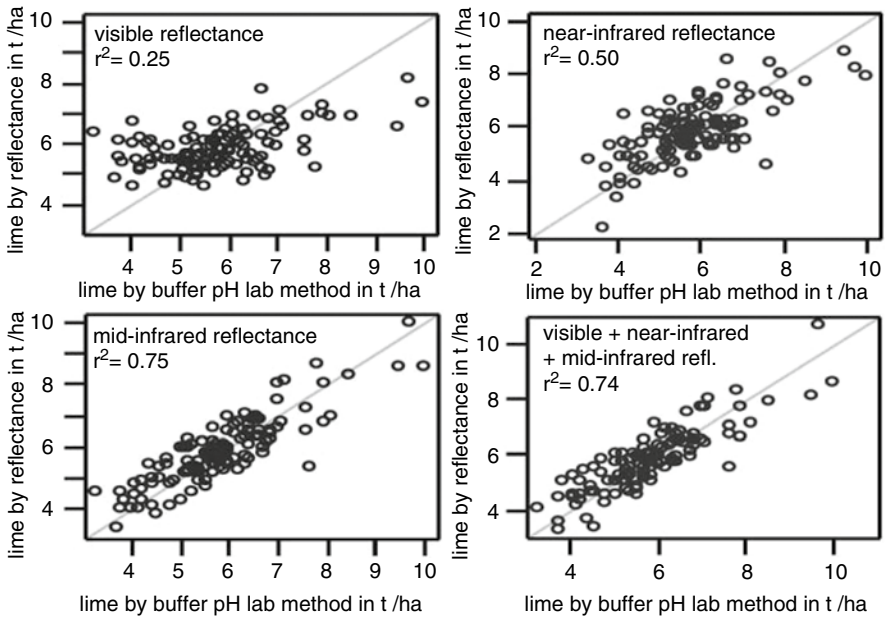 visible reflectance
r²= 0.25
lime by reflectance in t /ha
10
8
6
4
4 5 6 7 8 9 10
lime by buffer pH lab method in t /ha
near-infrared reflectance
r²= 0.50
lime by reflectance in t /ha
10
8
6
4
2
2 4 6 8 10
lime by buffer pH lab method in t /ha
mid-infrared reflectance
r²= 0.75
lime by reflectance in t /ha
10
8
6
4
4 5 6 7 8 9 10
lime by buffer pH lab method in t /ha
visible + near-infrared
+ mid-infrared refl.
r²= 0.74
lime by reflectance in t /ha
10
8
6
4
4 6 8 10
lime by buffer pH lab method in t /ha